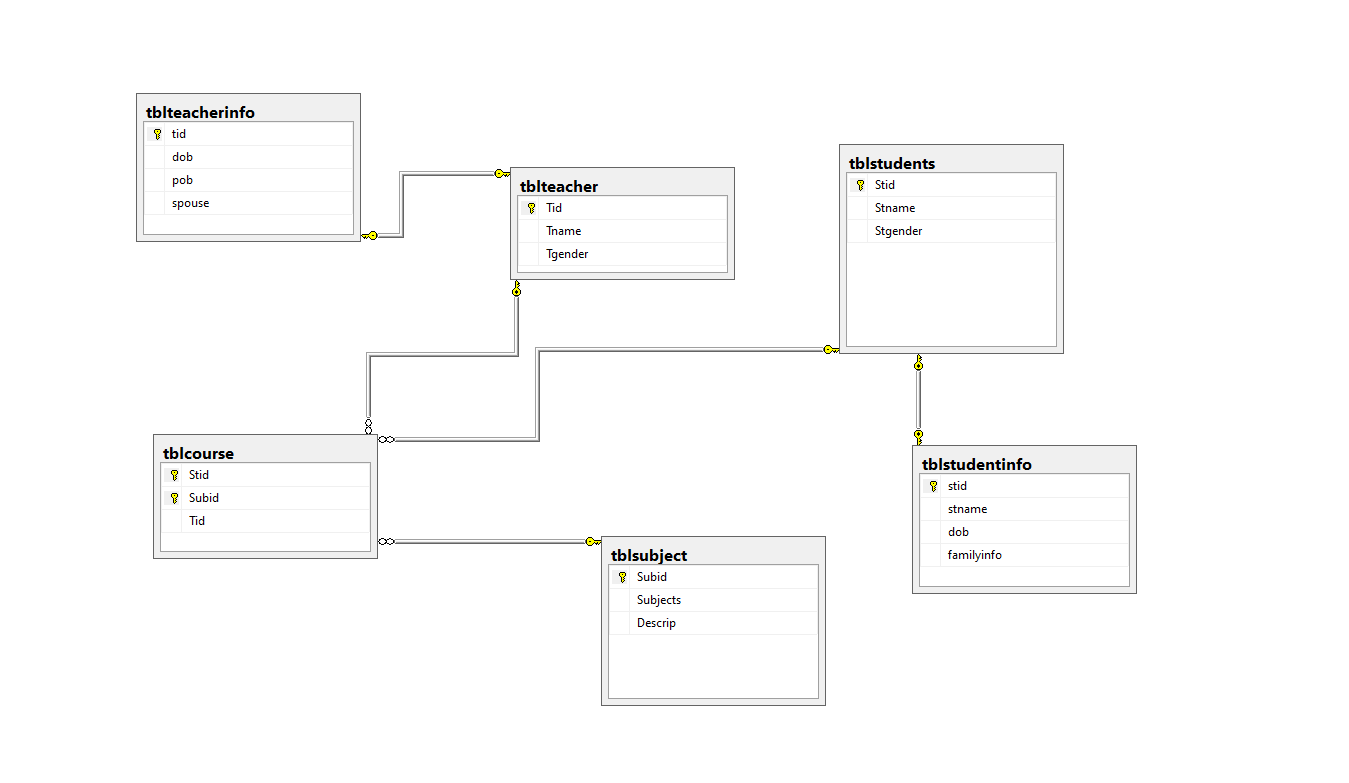 tblteacherinfo
tid
dob
pob
spouse
tblteacher
Tid
Tname
Tgender
tblstudents
Stid
Stname
Stgender
tblcourse
Stid
Subid
Tid
tblsubject
Subid
Subjects
Descrip
tblstudentinfo
stid
stname
dob
familyinfo